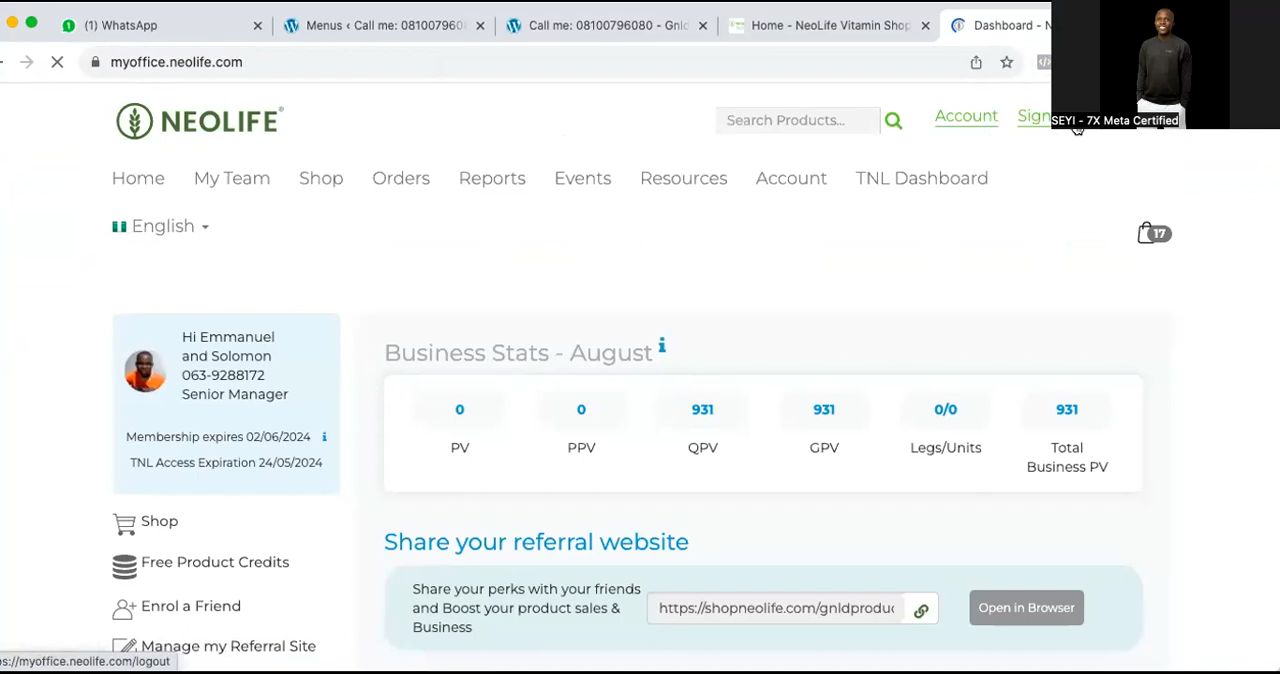 (1) WhatsApp
Menus ‹ Call me: 0810079608
Call me: 08100796080 - Gnld
Home - NeoLife Vitamin Shop
Dashboard - N
myoffice.neolife.com
SEYI - 7X Meta Certified
NEOLIFE
Search Products...
Account
Sign
Home
My Team
Shop
Orders
Reports
Events
Resources
Account
TNL Dashboard
English
17
Hi Emmanuel
and Solomon
063-9288172
Senior Manager
Membership expires 02/06/2024
TNL Access Expiration 24/05/2024
Shop
Free Product Credits
Enrol a Friend
Manage my Referral Site
Business Stats - August
0
0
931
931
0/0
931
PV
PPV
QPV
GPV
Legs/Units
Total
Business PV
Share your referral website
Share your perks with your friends
and Boost your product sales &
Business
https://shopneolife.com/gnldproduc
Open in Browser
ps://myoffice.neolife.com/logout